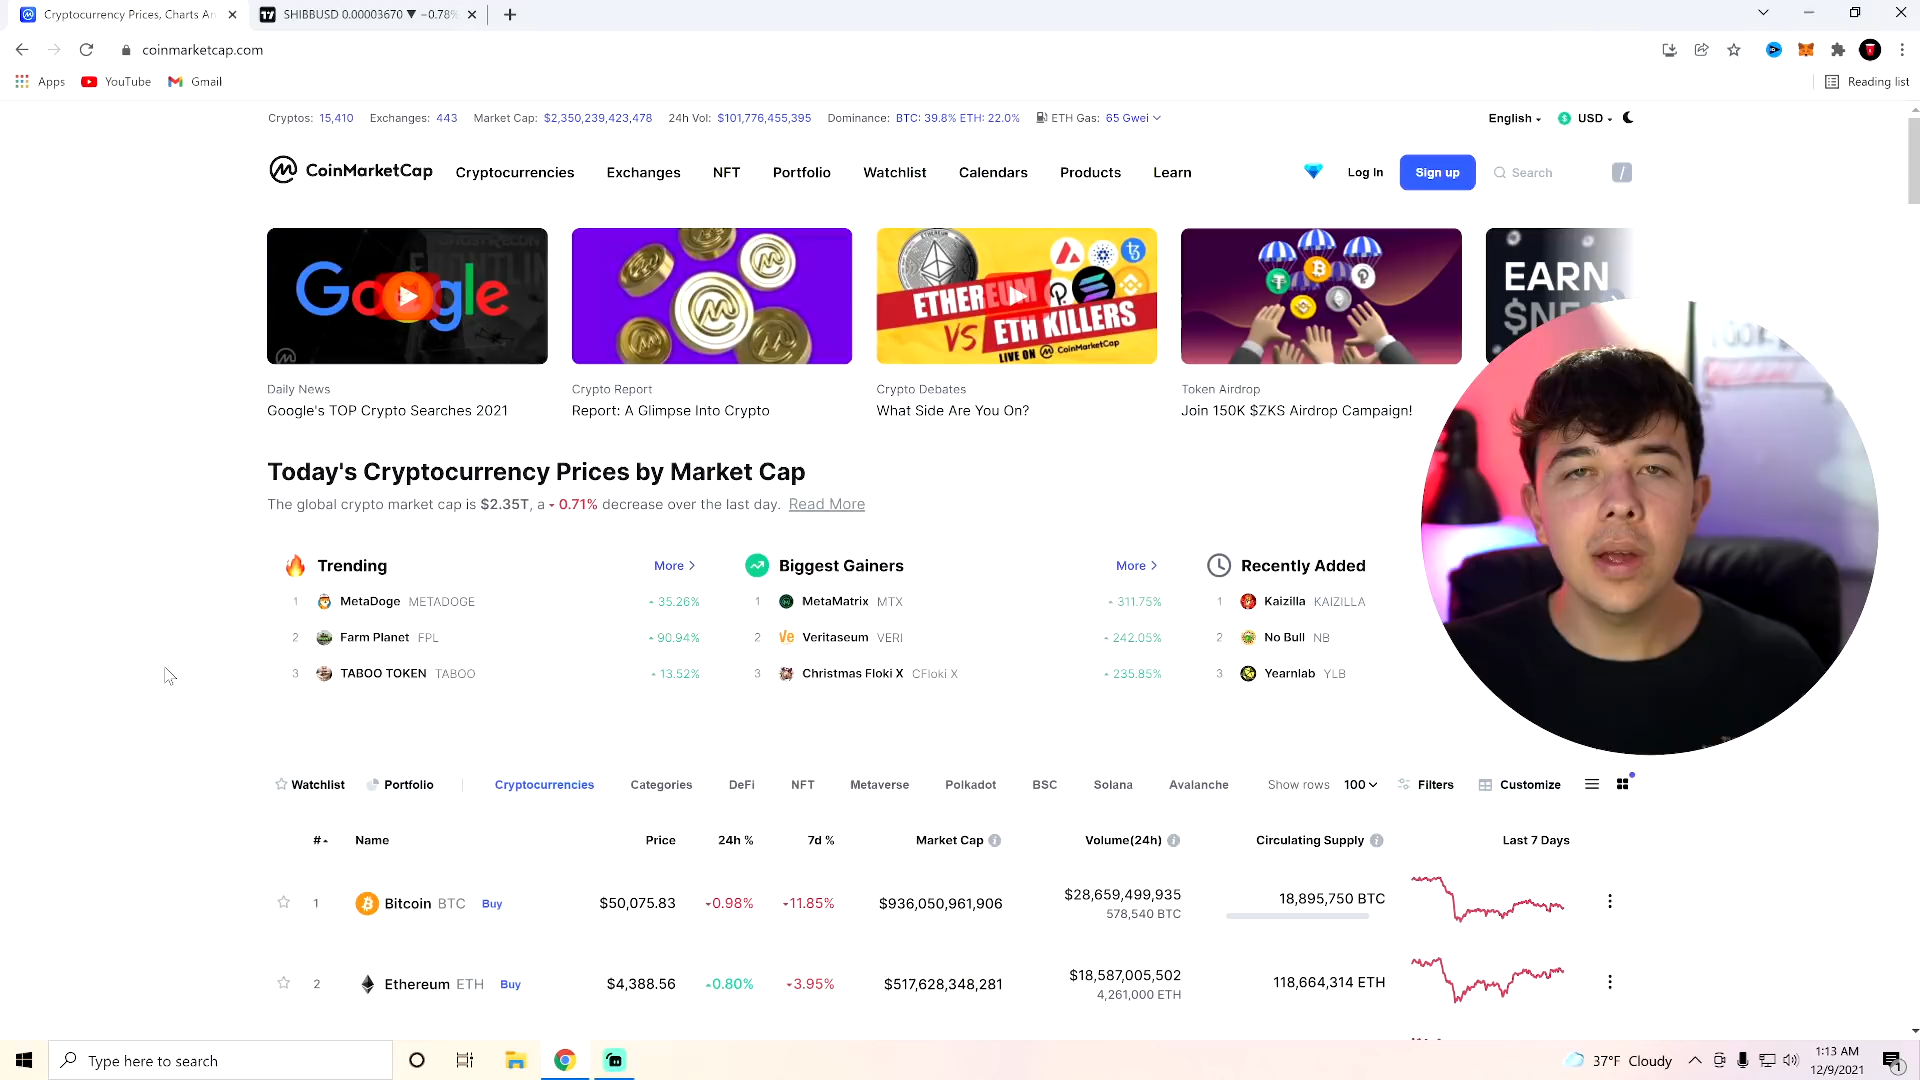 Cryptocurrency Prices, Charts An
SHIBBUSD 0.00003670 ▼ −0.78%
coinmarketcap.com
Apps YouTube Gmail Reading list
Cryptos: 15,410 Exchanges: 443 Market Cap: $2,350,239,423,478 24h Vol: $101,776,455,395 Dominance: BTC: 39.8% ETH: 22.0% ETH Gas: 65 Gwei English USD
CoinMarketCap Cryptocurrencies Exchanges NFT Portfolio Watchlist Calendars Products Learn Log In Sign up Search /
Google
ETHEREUM
VS ETH KILLERS
LIVE ON CoinMarketCap
EARN
Daily News
Google's TOP Crypto Searches 2021
Crypto Report
Report: A Glimpse Into Crypto
Crypto Debates
What Side Are You On?
Token Airdrop
Join 150K $ZKS Airdrop Campaign!
Today's Cryptocurrency Prices by Market Cap
The global crypto market cap is $2.35T, a 0.71% decrease over the last day. Read More
Trending More
1 MetaDoge METADOGE 35.26%
2 Farm Planet FPL 90.94%
3 TABOO TOKEN TABOO 13.52%
Biggest Gainers More
1 MetaMatrix MTX 311.75%
2 Veritaseum VERI 242.05%
3 Christmas Floki X CFloki X 235.85%
Recently Added
1 Kaizilla KAIZILLA
2 No Bull NB
3 Yearnlab YLB
Watchlist Portfolio Cryptocurrencies Categories DeFi NFT Metaverse Polkadot BSC Solana Avalanche Show rows 100 Filters Customize
# Name Price 24h % 7d % Market Cap Volume(24h) Circulating Supply Last 7 Days
1 Bitcoin BTC Buy $50,075.83 0.98% 11.85% $936,050,961,906 $28,659,499,935 18,895,750 BTC
578,540 BTC
2 Ethereum ETH Buy $4,388.56 0.80% 3.95% $517,628,348,281 $18,587,005,502 118,664,314 ETH
4,261,000 ETH
Type here to search
37°F Cloudy
1:13 AM
12/9/2021
1